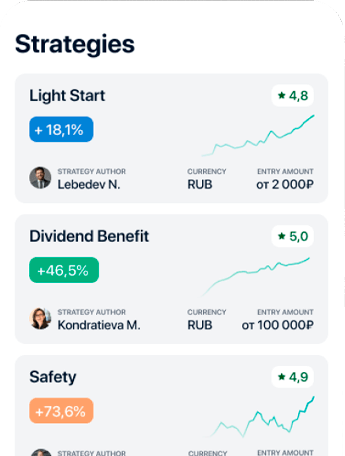 Strategies
Light Start
★ 4,8
+ 18,1%
STRATEGY AUTHOR
Lebedev N.
CURRENCY
RUB
ENTRY AMOUNT
от 2 000₽
Dividend Benefit
★ 5,0
+46,5%
STRATEGY AUTHOR
Kondratieva M.
CURRENCY
RUB
ENTRY AMOUNT
от 100 000₽
Safety
★ 4,9
+73,6%
STRATEGY AUTHOR
CURRENCY
ENTRY AMOUNT